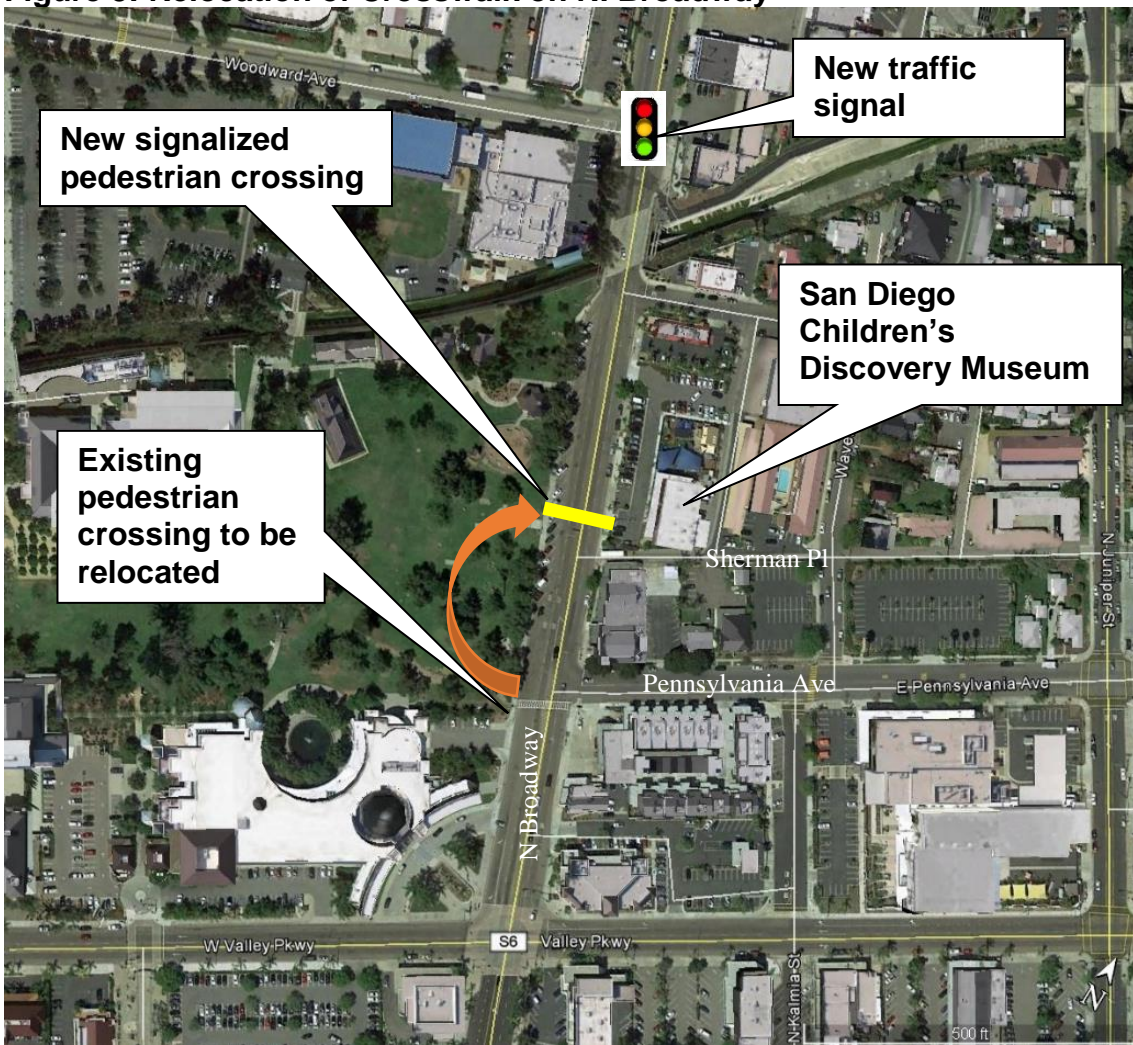 Figure 3. Relocation of Crosswalk on N. Broadway
Woodward Ave
New traffic
signal
New signalized
pedestrian crossing
San Diego
Children's
Discovery Museum
Existing
pedestrian
crossing to be
relocated
Wave
Sherman Pl
N Juniper St
Pennsylvania Ave
E Pennsylvania Ave
N Broadway
W Valley Pkwy
S6
Valley Pkwy
N Kalmia St
N
500 ft